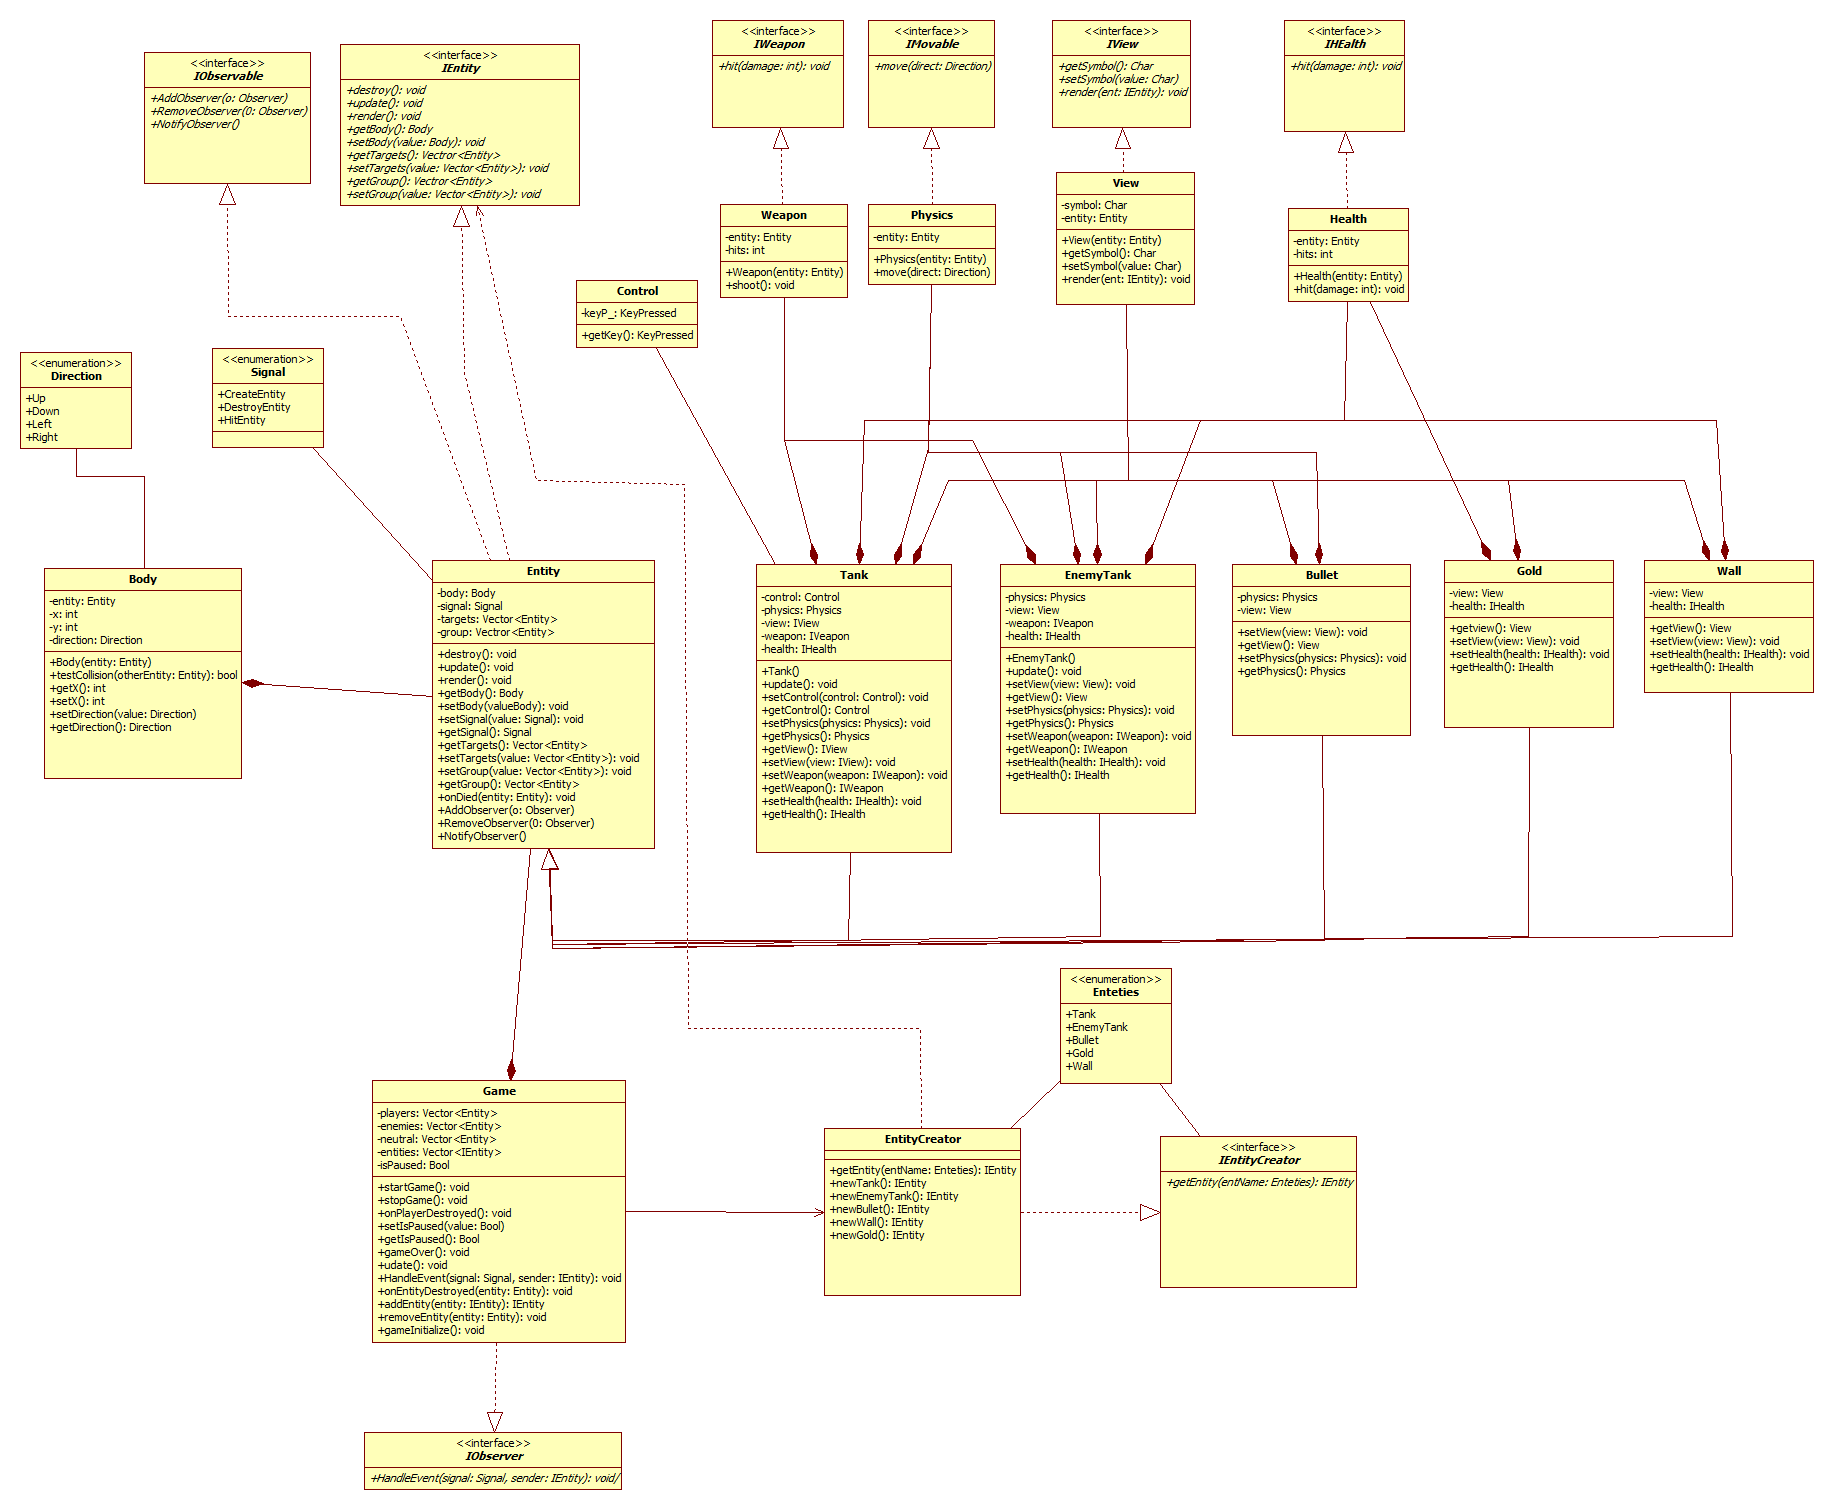 <<interface>>
IObservable
+AddObserver(o: Observer)
+RemoveObserver(0: Observer)
+NotifyObserver()
<<interface>>
IEntity
+destroy(): void
+update(): void
+render(): void
+getBody(): Body
+setBody(value: Body): void
+getTargets(): Vectror<Entity>
+setTargets(value: Vector<Entity>): void
+getGroup(): Vectror<Entity>
+setGroup(value: Vector<Entity>): void
<<interface>>
IWeapon
+hit(damage: int): void
<<interface>>
IMovable
+move(direct: Direction)
<<interface>>
IView
+getSymbol(): Char
+setSymbol(value: Char)
+render(ent: IEntity): void
<<interface>>
IHEalth
+hit(damage: int): void
Weapon
-entity: Entity
-hits: int
+Weapon(entity: Entity)
+shoot(): void
Physics
-entity: Entity
+Physics(entity: Entity)
+move(direct: Direction)
View
-symbol: Char
-entity: Entity
+View(entity: Entity)
+getSymbol(): Char
+setSymbol(value: Char)
+render(ent: IEntity): void
Health
-entity: Entity
-hits: int
+Health(entity: Entity)
+hit(damage: int): void
Control
-keyP_: KeyPressed
+getKey(): KeyPressed
<<enumeration>>
Direction
+Up
+Down
+Left
+Right
<<enumeration>>
Signal
+CreateEntity
+DestroyEntity
+HitEntity
Body
-entity: Entity
-x: int
-y: int
-direction: Direction
+Body(entity: Entity)
+testCollision(otherEntity: Entity): bool
+getX(): int
+setX(): int
+setDirection(value: Direction)
+getDirection(): Direction
Entity
-body: Body
-signal: Signal
-targets: Vector<Entity>
-group: Vectror<Entity>
+destroy(): void
+update(): void
+render(): void
+getBody(): Body
+setBody(valueBody): void
+setSignal(value: Signal): void
+getSignal(): Signal
+getTargets(): Vector<Entity>
+setTargets(value: Vector<Entity>): void
+setGroup(value: Vector<Entity>): void
+getGroup(): Vector<Entity>
+onDied(entity: Entity): void
+AddObserver(o: Observer)
+RemoveObserver(0: Observer)
+NotifyObserver()
Tank
-control: Control
-physics: Physics
-view: IView
-weapon: IVeapon
-health: IHealth
+Tank()
+update(): void
+setControl(control: Control): void
+getControl(): Control
+setPhysics(physics: Physics): void
+getPhysics(): Physics
+getView(): IView
+setView(view: IView): void
+setWeapon(weapon: IWeapon): void
+getWeapon(): IWeapon
+setHealth(health: IHealth): void
+getHealth(): IHealth
EnemyTank
-physics: Physics
-view: View
-weapon: IVeapon
-health: IHealth
+EnemyTank()
+update(): void
+setView(view: View): void
+getView(): View
+setPhysics(physics: Physics): void
+getPhysics(): Physics
+setWeapon(weapon: IWeapon): void
+getWeapon(): IWeapon
+setHealth(health: IHealth): void
+getHealth(): IHealth
Bullet
-physics: Physics
-view: View
+setView(view: View): void
+getView(): View
+setPhysics(physics: Physics): void
+getPhysics(): Physics
Gold
-view: View
-health: IHealth
+getview(): View
+setView(view: View): void
+setHealth(health: IHealth): void
+getHealth(): IHealth
Wall
-view: View
-health: IHealth
+getView(): View
+setView(view: View): void
+setHealth(health: IHealth): void
+getHealth(): IHealth
<<enumeration>>
Enteties
+Tank
+EnemyTank
+Bullet
+Gold
+Wall
Game
-players: Vector<Entity>
-enemies: Vector<Entity>
-neutral: Vector<Entity>
-entities: Vector<IEntity>
-isPaused: Bool
+startGame(): void
+stopGame(): void
+onPlayerDestroyed(): void
+setIsPaused(value: Bool)
+getIsPaused(): Bool
+gameOver(): void
+udate(): void
+HandleEvent(signal: Signal, sender: IEntity): void
+onEntityDestroyed(entity: Entity): void
+addEntity(entity: IEntity): IEntity
+removeEntity(entity: Entity): void
+gameInitialize(): void
EntityCreator
+getEntity(entName: Enteties): IEntity
+newTank(): IEntity
+newEnemyTank(): IEntity
+newBullet(): IEntity
+newWall(): IEntity
+newGold(): IEntity
<<interface>>
IEntityCreator
+getEntity(entName: Enteties): IEntity
<<interface>>
IObserver
+HandleEvent(signal: Signal, sender: IEntity): void/